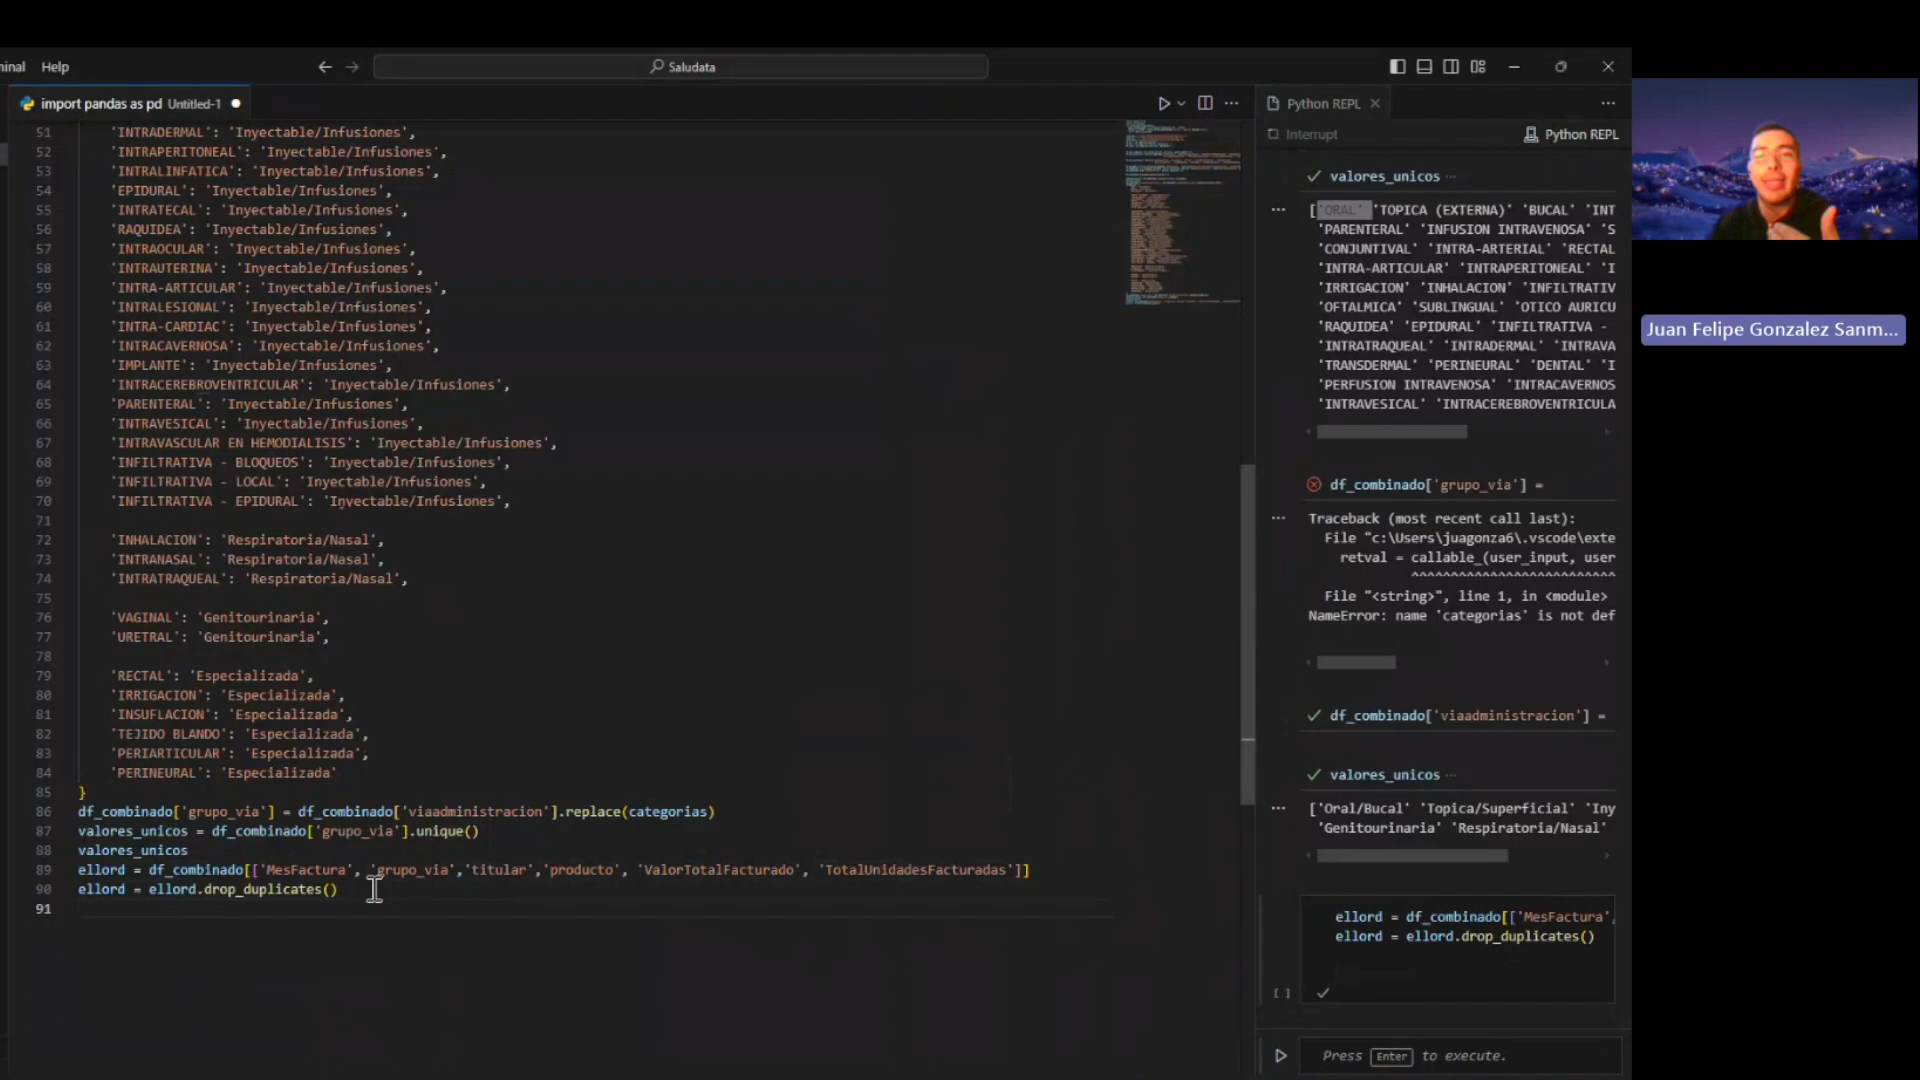 minal Help
Saludata
import pandas as pd Untitled-1
51 'INTRADERMAL': 'Inyectable/Infusiones',
52 'INTRAPERITONEAL': 'Inyectable/Infusiones',
53 'INTRALINFATICA': 'Inyectable/Infusiones',
54 'EPIDURAL': 'Inyectable/Infusiones',
55 'INTRATECAL': 'Inyectable/Infusiones',
56 'RAQUIDEA': 'Inyectable/Infusiones',
57 'INTRAOCULAR': 'Inyectable/Infusiones',
58 'INTRAUTERINA': 'Inyectable/Infusiones',
59 'INTRA-ARTICULAR': 'Inyectable/Infusiones',
60 'INTRALESIONAL': 'Inyectable/Infusiones',
61 'INTRA-CARDIAC': 'Inyectable/Infusiones',
62 'INTRACAVERNOSA': 'Inyectable/Infusiones',
63 'IMPLANTE': 'Inyectable/Infusiones',
64 'INTRACEREBROVENTRICULAR': 'Inyectable/Infusiones',
65 'PARENTERAL': 'Inyectable/Infusiones',
66 'INTRAVESICAL': 'Inyectable/Infusiones',
67 'INTRAVASCULAR EN HEMODIALISIS': 'Inyectable/Infusiones',
68 'INFILTRATIVA - BLOQUEOS': 'Inyectable/Infusiones',
69 'INFILTRATIVA - LOCAL': 'Inyectable/Infusiones',
70 'INFILTRATIVA - EPIDURAL': 'Inyectable/Infusiones',
71
72 'INHALACION': 'Respiratoria/Nasal',
73 'INTRANASAL': 'Respiratoria/Nasal',
74 'INTRATRAQUEAL': 'Respiratoria/Nasal',
75
76 'VAGINAL': 'Genitourinaria',
77 'URETRAL': 'Genitourinaria',
78
79 'RECTAL': 'Especializada',
80 'IRRIGACION': 'Especializada',
81 'INSUFLACION': 'Especializada',
82 'TEJIDO BLANDO': 'Especializada',
83 'PERIARTICULAR': 'Especializada',
84 'PERINEURAL': 'Especializada'
85 }
86 df_combinado['grupo_via'] = df_combinado['viaadministracion'].replace(categorias)
87 valores_unicos = df_combinado['grupo_via'].unique()
88 valores_unicos
89 ellord = df_combinado[['MesFactura', 'grupo_via','titular','producto', 'ValorTotalFacturado', 'TotalUnidadesFacturadas']]
90 ellord = ellord.drop_duplicates()
91
Python REPL
Interrupt Python REPL
valores_unicos ...
['ORAL' 'TOPICA (EXTERNA)' 'BUCAL' 'INT
'PARENTERAL' 'INFUSION INTRAVENOSA' 'S
'CONJUNTIVAL' 'INTRA-ARTERIAL' 'RECTAL
'INTRA-ARTICULAR' 'INTRAPERITONEAL' 'I
'IRRIGACION' 'INHALACION' 'INFILTRATIV
'OFTALMICA' 'SUBLINGUAL' 'OTICO AURICU
'RAQUIDEA' 'EPIDURAL' 'INFILTRATIVA -
'INTRATRAQUEAL' 'INTRADERMAL' 'INTRAVA
'TRANSDERMAL' 'PERINEURAL' 'DENTAL' 'I
'PERFUSION INTRAVENOSA' 'INTRACAVERNOS
'INTRAVESICAL' 'INTRACEREBROVENTRICULA
df_combinado['grupo_via'] =
Traceback (most recent call last):
File "c:\Users\juagonza6\.vscode\exte
retval = callable_(user_input, user
^^^^^^^^^^^^^^^^^^^^^^^^^^
File "<string>", line 1, in <module>
NameError: name 'categorias' is not def
df_combinado['viaadministracion'] =
valores_unicos ...
['Oral/Bucal' 'Topica/Superficial' 'Iny
'Genitourinaria' 'Respiratoria/Nasal'
ellord = df_combinado[['MesFactura',
ellord = ellord.drop_duplicates()
[ ]
Press Enter to execute.
Juan Felipe Gonzalez Sanm...